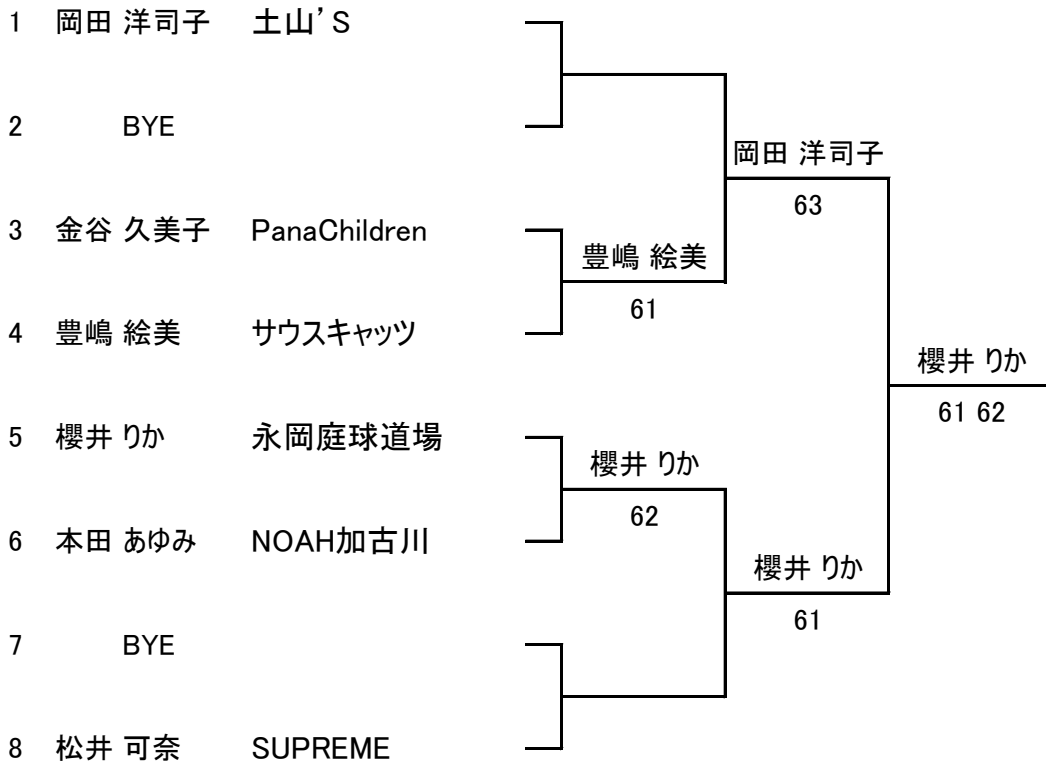 1 岡田 洋司子 土山’S
2 BYE
岡田 洋司子
63
3 金谷 久美子 PanaChildren
豊嶋 絵美
61
4 豊嶋 絵美 サウスキャッツ
櫻井 りか
61 62
5 櫻井 りか 永岡庭球道場
櫻井 りか
62
6 本田 あゆみ NOAH加古川
櫻井 りか
61
7 BYE
8 松井 可奈 SUPREME